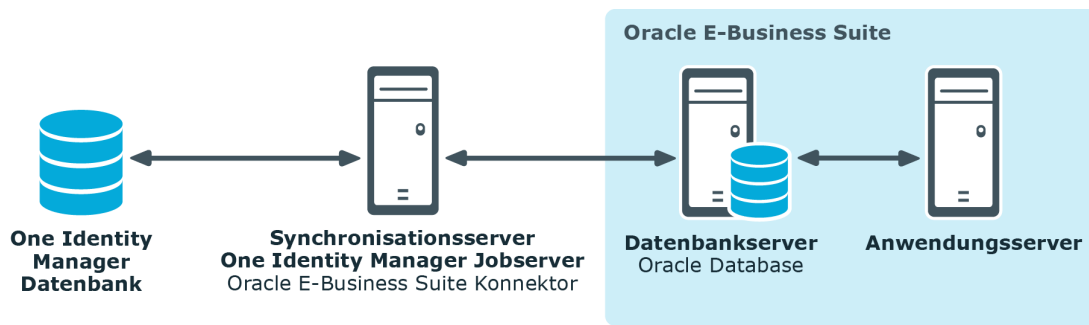 Oracle E-Business Suite
One Identity
Manager
Datenbank
Synchronisationsserver
One Identity Manager Jobserver
Oracle E-Business Suite Konnektor
Datenbankserver
Oracle Database
Anwendungsserver